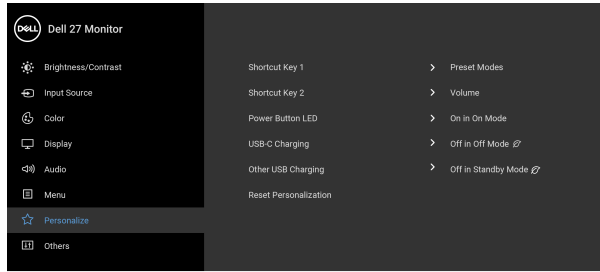 DELL Dell 27 Monitor
Brightness/Contrast Shortcut Key 1 Preset Modes
Input Source Shortcut Key 2 Volume
Color Power Button LED On in On Mode
Display USB-C Charging Off in Off Mode
Audio Other USB Charging Off in Standby Mode
Menu Reset Personalization
Personalize
Others